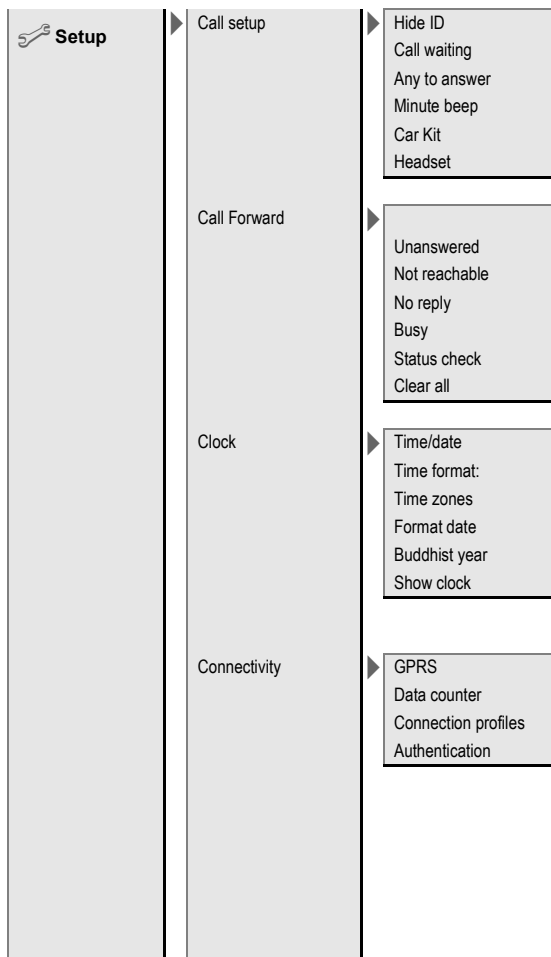 Setup
Call setup
Hide ID
Call waiting
Any to answer
Minute beep
Car Kit
Headset
Call Forward
Unanswered
Not reachable
No reply
Busy
Status check
Clear all
Clock
Time/date
Time format:
Time zones
Format date
Buddhist year
Show clock
Connectivity
GPRS
Data counter
Connection profiles
Authentication